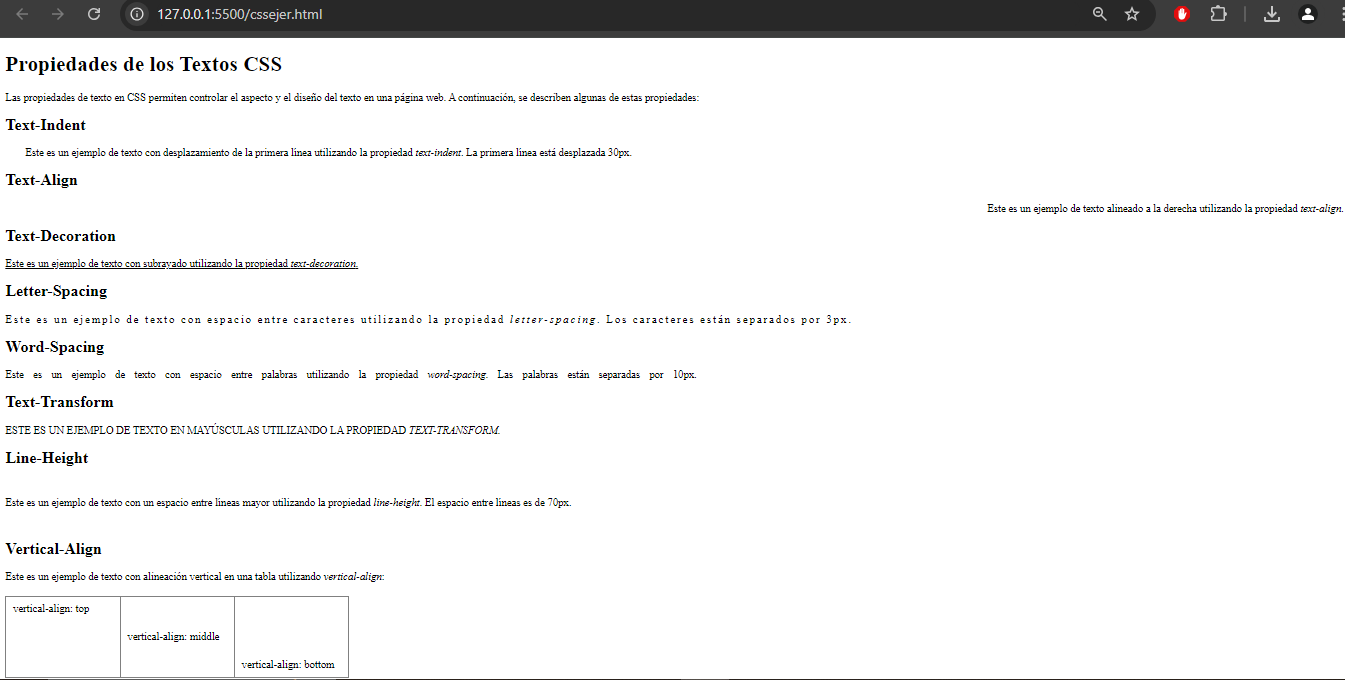 127.0.0.1:5500/cssejer.html
Propiedades de los Textos CSS
Las propiedades de texto en CSS permiten controlar el aspecto y el diseño del texto en una página web. A continuación, se describen algunas de estas propiedades:
Text-Indent
Este es un ejemplo de texto con desplazamiento de la primera línea utilizando la propiedad text-indent. La primera línea está desplazada 30px.
Text-Align
Este es un ejemplo de texto alineado a la derecha utilizando la propiedad text-align.
Text-Decoration
Este es un ejemplo de texto con subrayado utilizando la propiedad text-decoration.
Letter-Spacing
Este es un ejemplo de texto con espacio entre caracteres utilizando la propiedad letter-spacing. Los caracteres están separados por 3px.
Word-Spacing
Este es un ejemplo de texto con espacio entre palabras utilizando la propiedad word-spacing. Las palabras están separadas por 10px.
Text-Transform
ESTE ES UN EJEMPLO DE TEXTO EN MAYÚSCULAS UTILIZANDO LA PROPIEDAD TEXT-TRANSFORM.
Line-Height
Este es un ejemplo de texto con un espacio entre líneas mayor utilizando la propiedad line-height. El espacio entre líneas es de 70px.
Vertical-Align
Este es un ejemplo de texto con alineación vertical en una tabla utilizando vertical-align:
vertical-align: top
vertical-align: middle
vertical-align: bottom